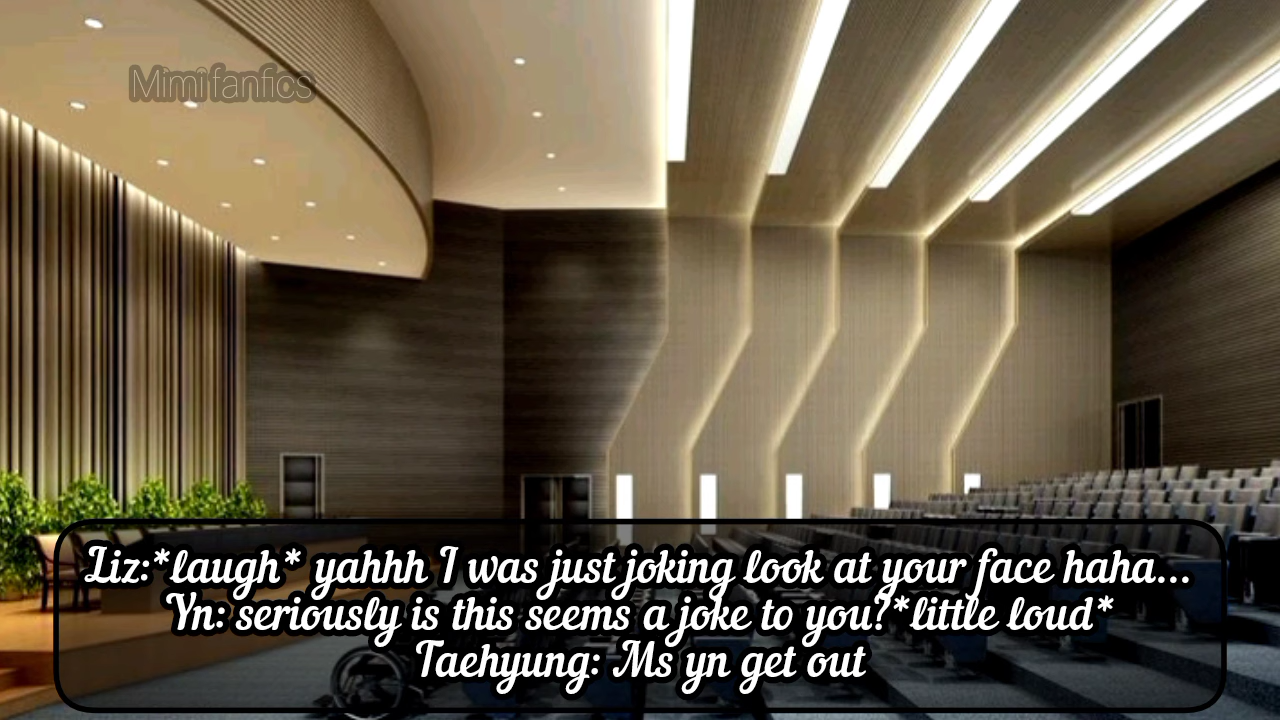 Mimi fanfics
Liz:*laugh* yahhh I was just joking look at your face haha...
Yn: seriously is this seems a joke to you?*little loud*
Taehyung: Ms yn get out